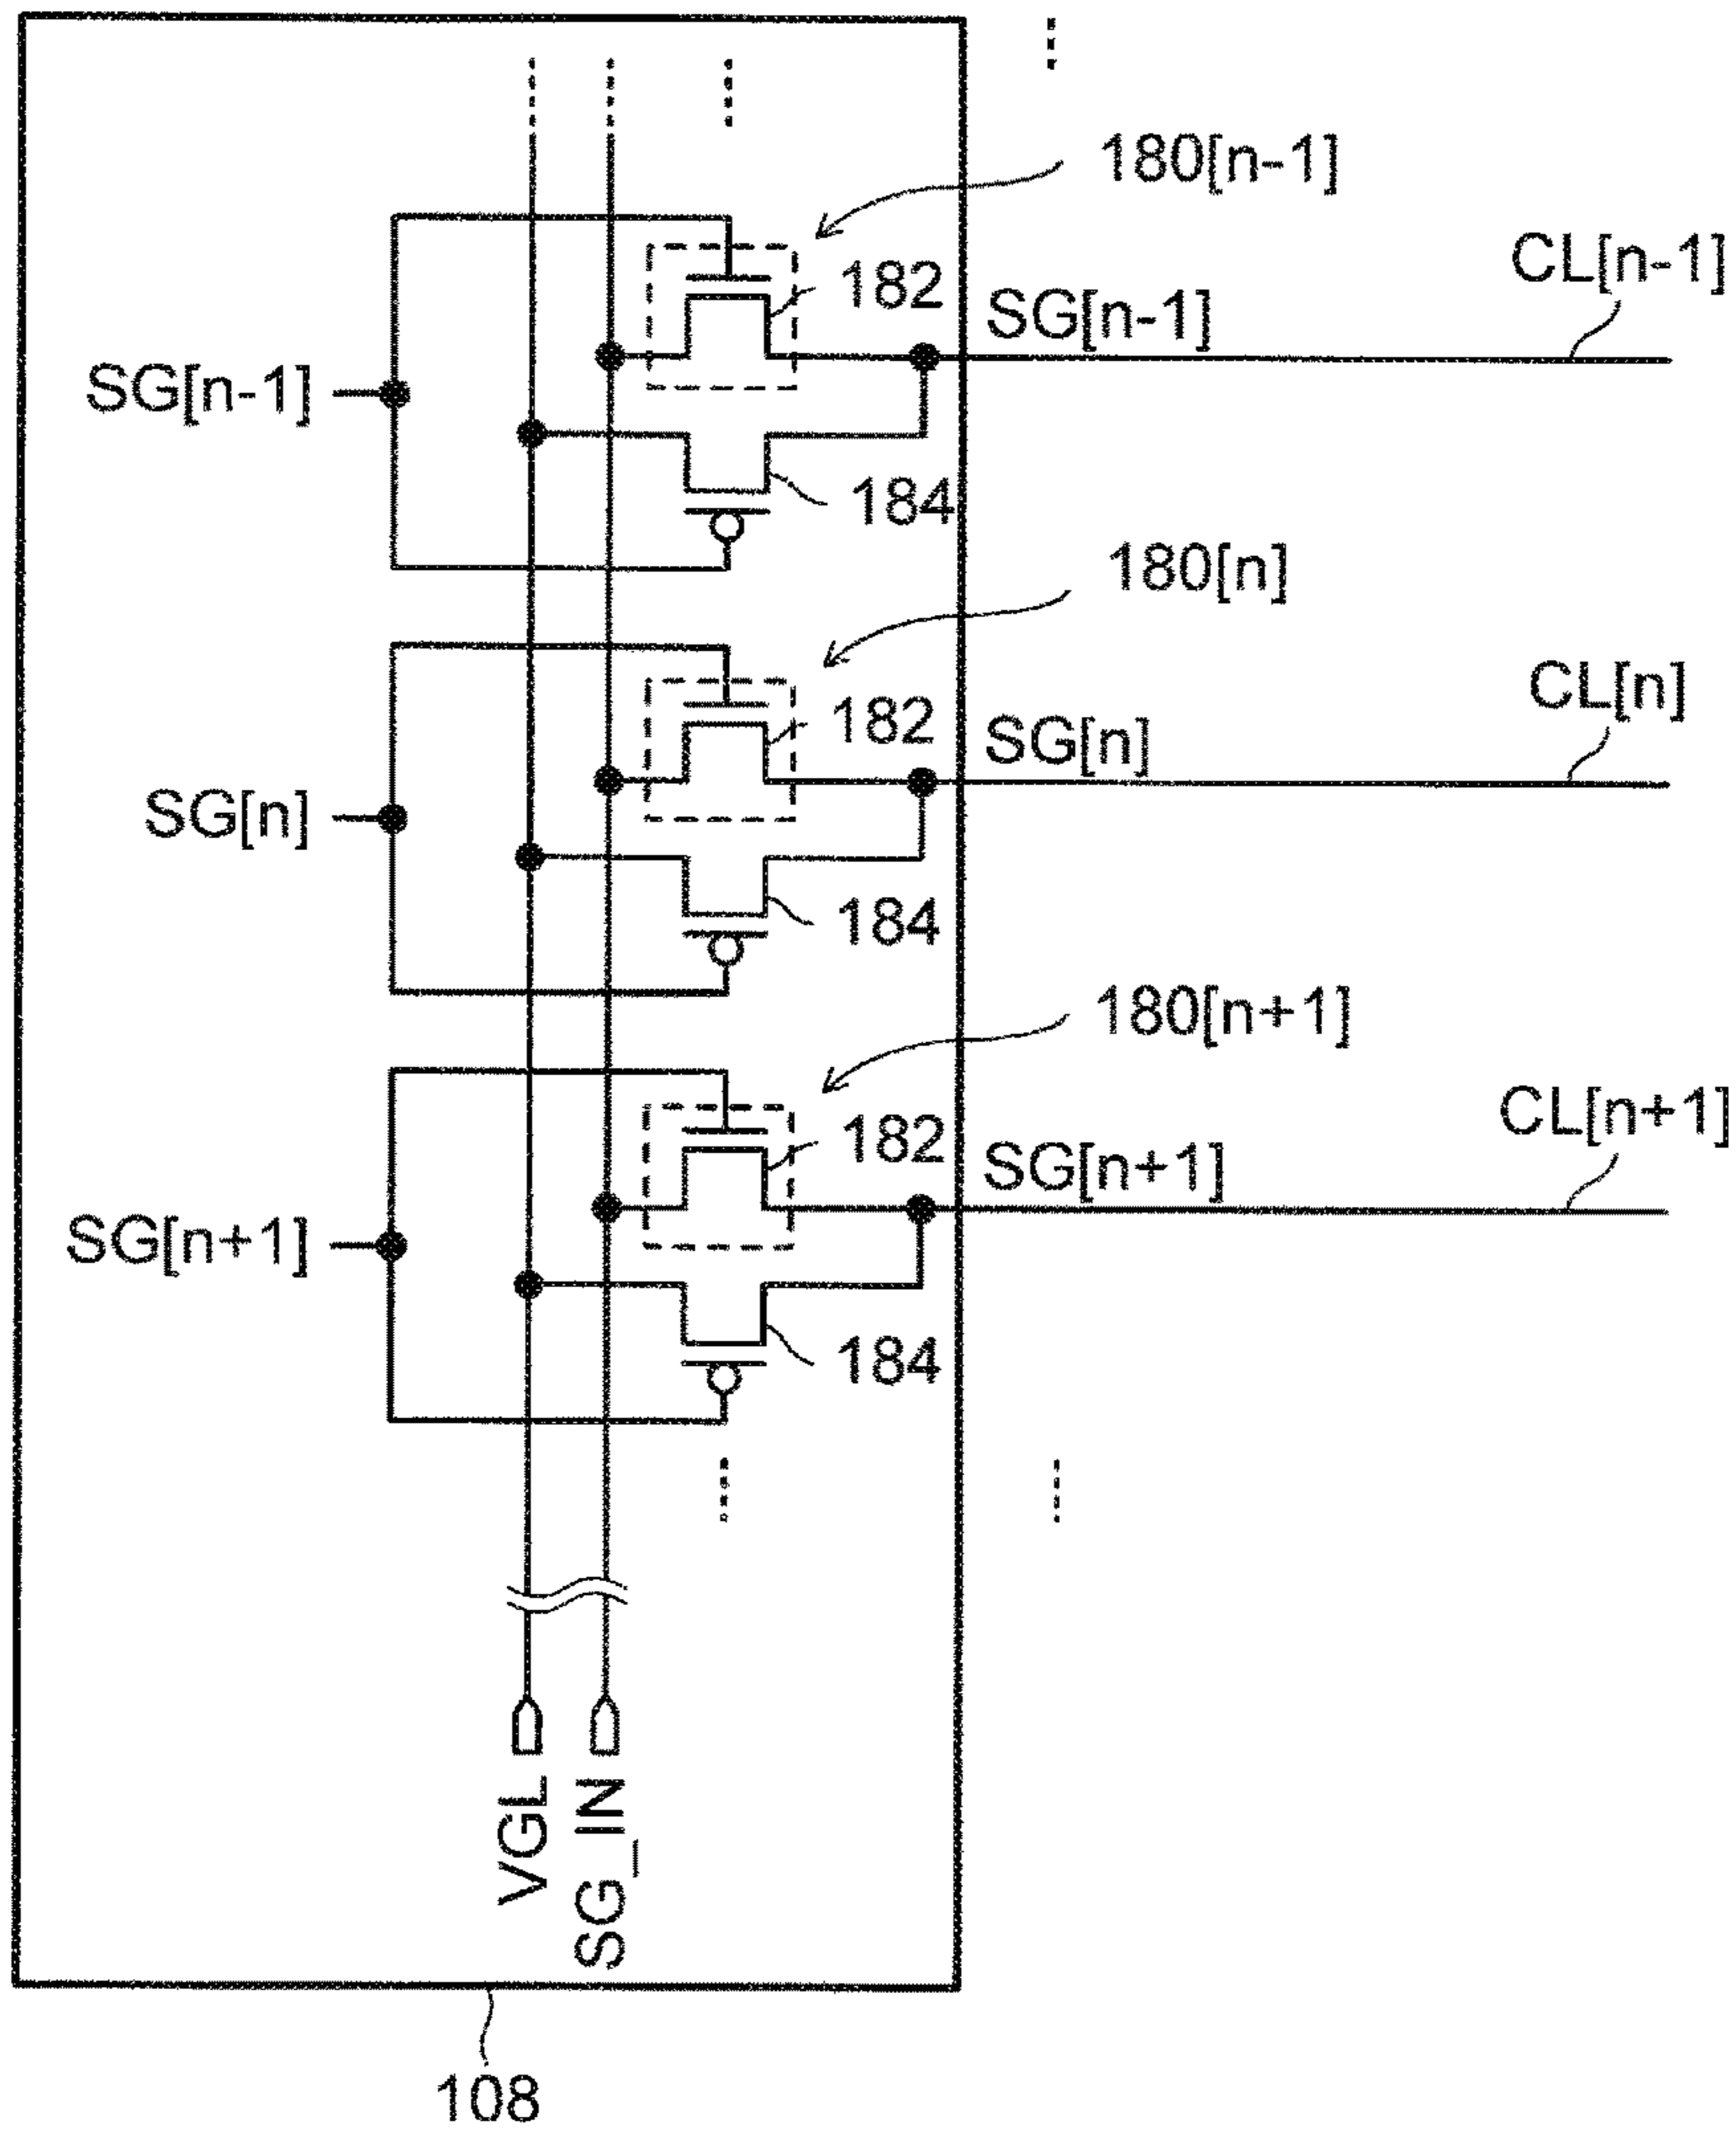 180[n-1]
CL[n-1]
182
SG[n-1]
SG[n-1]
184
180[n]
CL[n]
182
SG[n]
SG[n]
184
180[n+1]
CL[n+1]
182
SG[n+1]
SG[n+1]
184
VGL
SG_IN
108